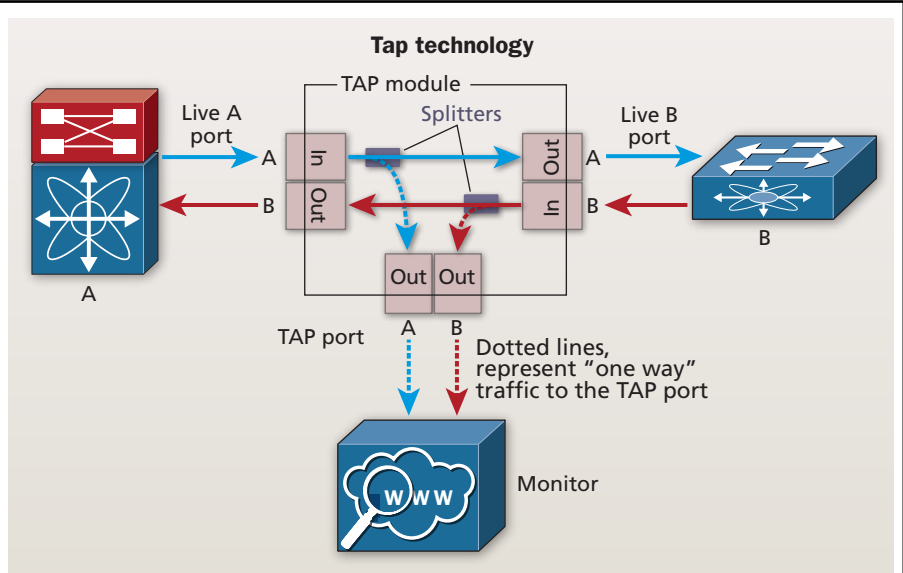 Tap technology
TAP module
Live A
port
Splitters
Live B
port
A
In
Out
A
B
Out
In
B
A
B
Out
Out
TAP port
A
B
Dotted lines,
represent “one way”
traffic to the TAP port
WWW
Monitor